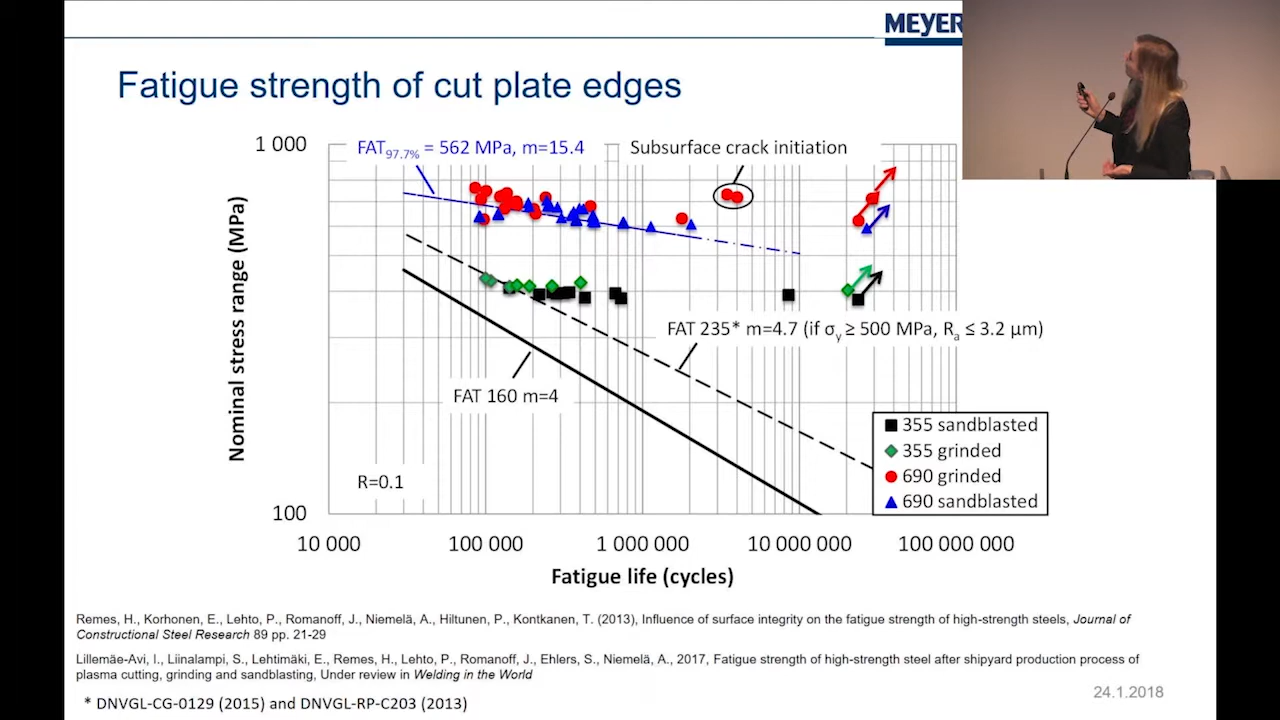 MEYER
Fatigue strength of cut plate edges
1 000
FAT97.7% = 562 MPa, m=15.4
Subsurface crack initiation
Nominal stress range (MPa)
FAT 235* m=4.7 (if σy ≥ 500 MPa, Ra ≤ 3.2 µm)
FAT 160 m=4
355 sandblasted
355 grinded
690 grinded
690 sandblasted
R=0.1
100
10 000
100 000
1 000 000
10 000 000
100 000 000
Fatigue life (cycles)
Remes, H., Korhonen, E., Lehto, P., Romanoff, J., Niemelä, A., Hiltunen, P., Kontkanen, T. (2013), Influence of surface integrity on the fatigue strength of high-strength steels, Journal of
Constructional Steel Research 89 pp. 21-29
Lillemäe-Avi, I., Liinalampi, S., Lehtimäki, E., Remes, H., Lehto, P., Romanoff, J., Ehlers, S., Niemelä, A., 2017, Fatigue strength of high-strength steel after shipyard production process of
plasma cutting, grinding and sandblasting, Under review in Welding in the World
24.1.2018
* DNVGL-CG-0129 (2015) and DNVGL-RP-C203 (2013)